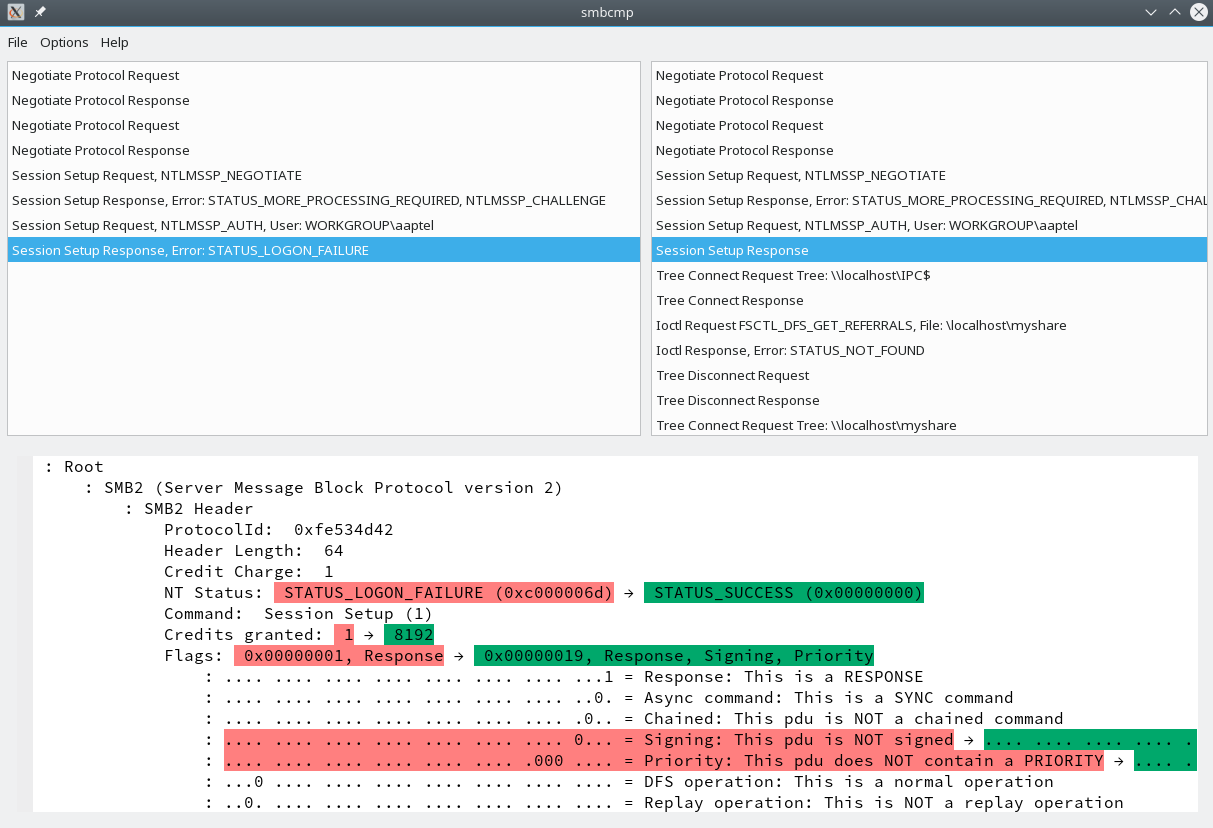 smbcmp
File Options Help
Negotiate Protocol Request
Negotiate Protocol Response
Negotiate Protocol Request
Negotiate Protocol Response
Session Setup Request, NTLMSSP_NEGOTIATE
Session Setup Response, Error: STATUS_MORE_PROCESSING_REQUIRED, NTLMSSP_CHALLENGE
Session Setup Request, NTLMSSP_AUTH, User: WORKGROUP\aaptel
Session Setup Response, Error: STATUS_LOGON_FAILURE
Negotiate Protocol Request
Negotiate Protocol Response
Negotiate Protocol Request
Negotiate Protocol Response
Session Setup Request, NTLMSSP_NEGOTIATE
Session Setup Response, Error: STATUS_MORE_PROCESSING_REQUIRED, NTLMSSP_CHAL
Session Setup Request, NTLMSSP_AUTH, User: WORKGROUP\aaptel
Session Setup Response
Tree Connect Request Tree: \\localhost\IPC$
Tree Connect Response
Ioctl Request FSCTL_DFS_GET_REFERRALS, File: \localhost\myshare
Ioctl Response, Error: STATUS_NOT_FOUND
Tree Disconnect Request
Tree Disconnect Response
Tree Connect Request Tree: \\localhost\myshare
: Root
: SMB2 (Server Message Block Protocol version 2)
: SMB2 Header
ProtocolId: 0xfe534d42
Header Length: 64
Credit Charge: 1
NT Status: STATUS_LOGON_FAILURE (0xc000006d) → STATUS_SUCCESS (0x00000000)
Command: Session Setup (1)
Credits granted: 1 → 8192
Flags: 0x00000001, Response → 0x00000019, Response, Signing, Priority
: .... .... .... .... .... .... .... ...1 = Response: This is a RESPONSE
: .... .... .... .... .... .... .... ..0. = Async command: This is a SYNC command
: .... .... .... .... .... .... .... .0.. = Chained: This pdu is NOT a chained command
: .... .... .... .... .... .... .... 0... = Signing: This pdu is NOT signed → .... .... .... .... .
: .... .... .... .... .... .... .000 .... = Priority: This pdu does NOT contain a PRIORITY → .... .
: ...0 .... .... .... .... .... .... .... = DFS operation: This is a normal operation
: ..0. .... .... .... .... .... .... .... = Replay operation: This is NOT a replay operation